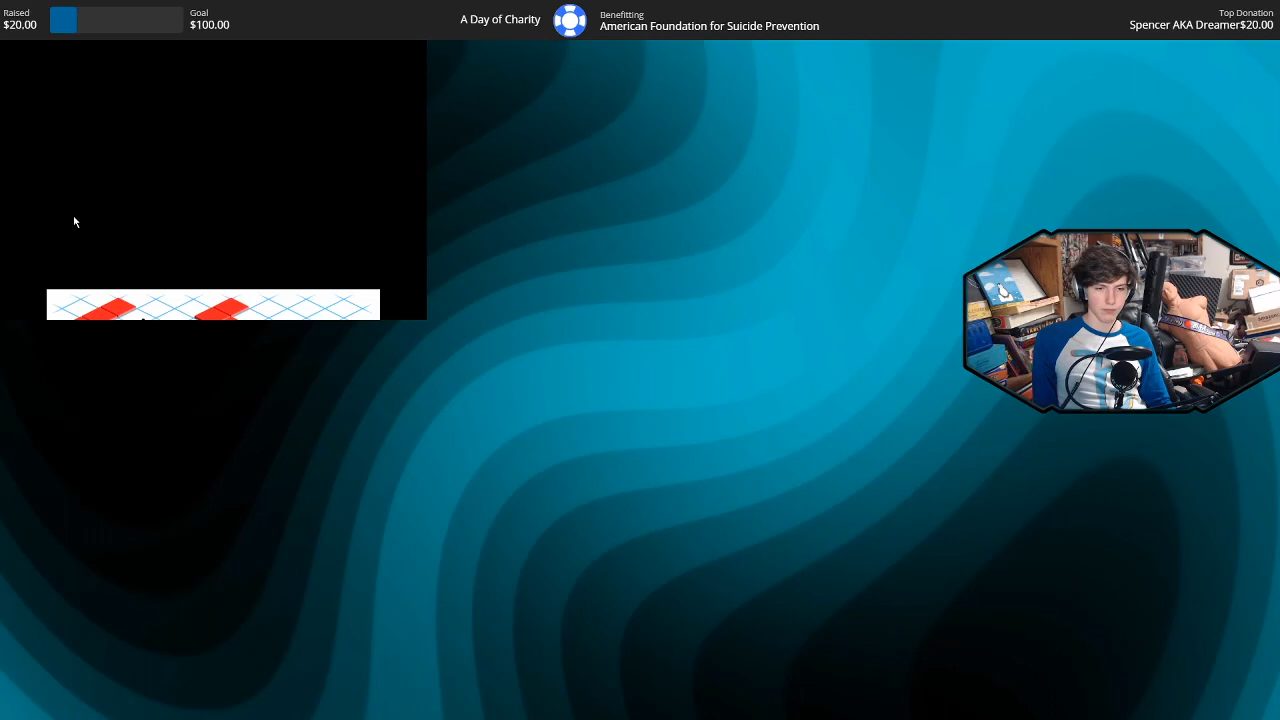 Raised
$20.00
Goal
$100.00
A Day of Charity
Benefitting
American Foundation for Suicide Prevention
Top Donation
Spencer AKA Dreamer$20.00